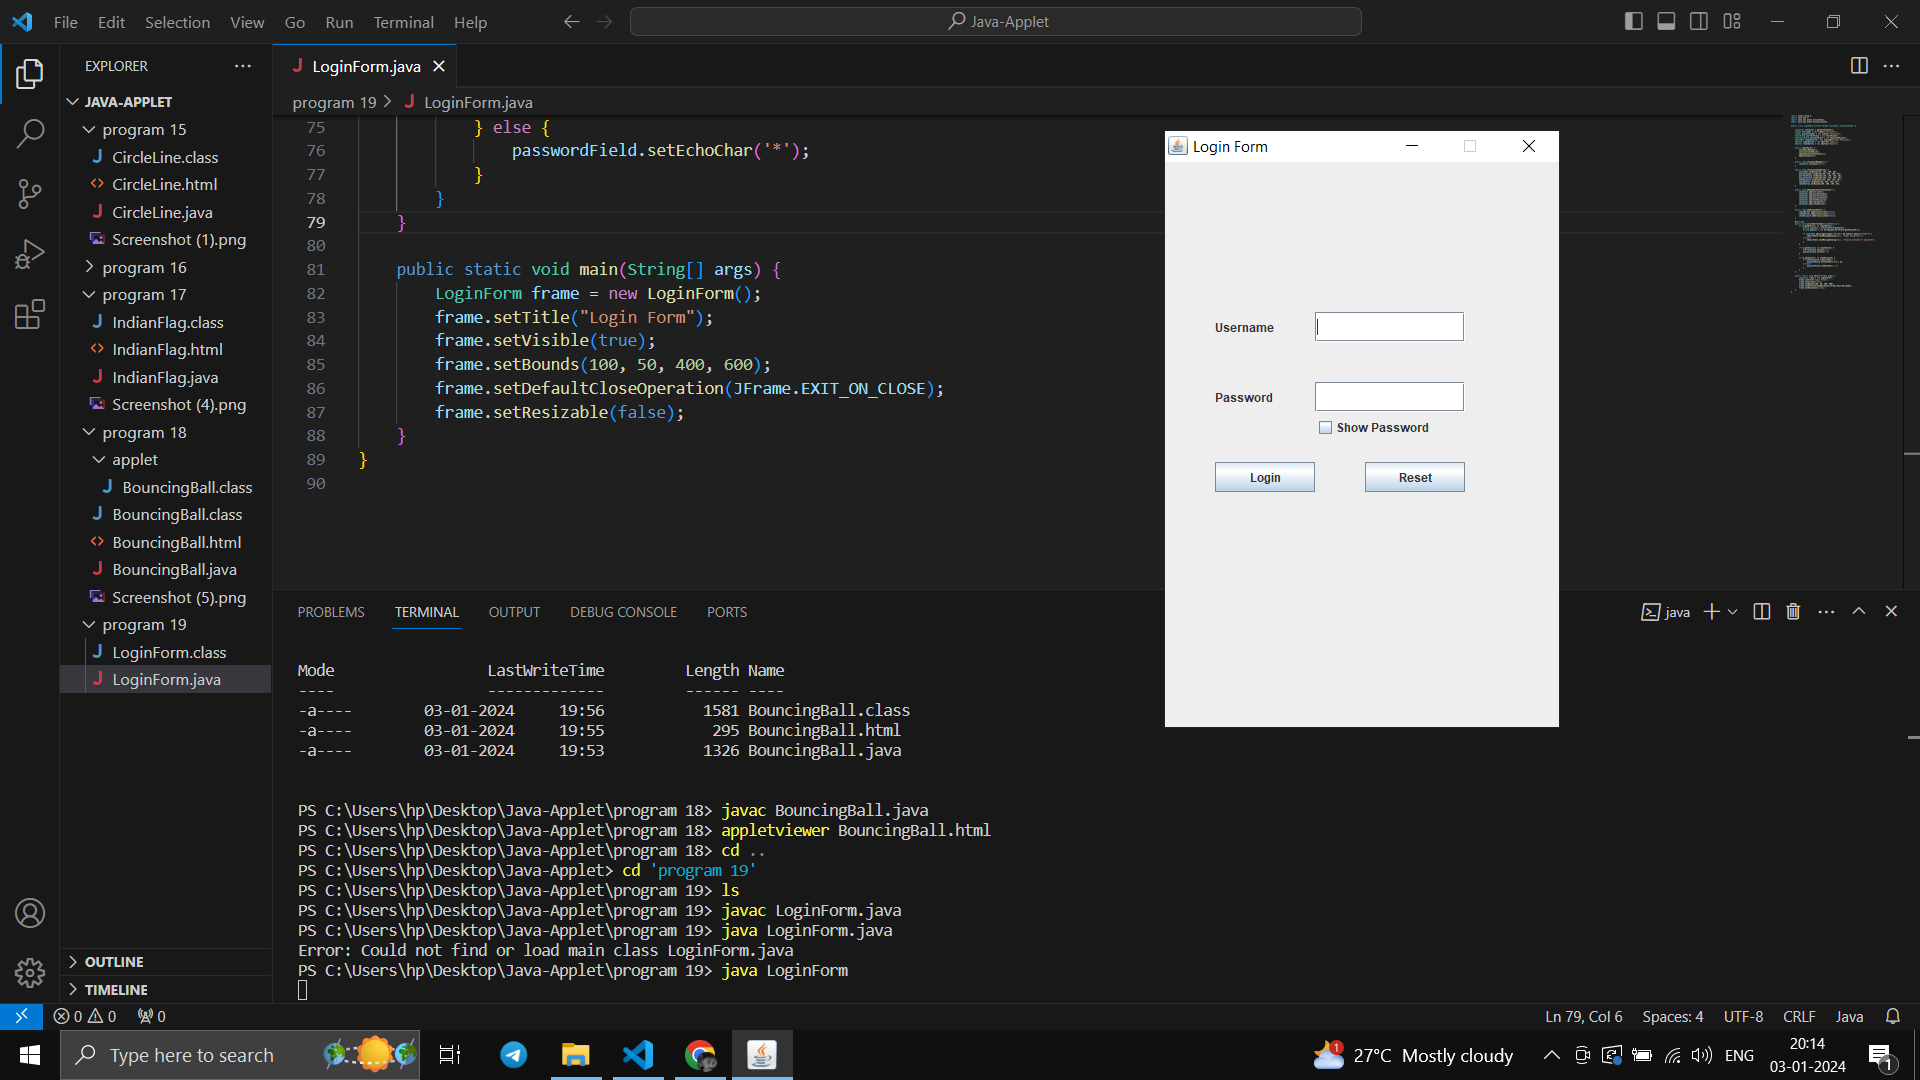 File Edit Selection View Go Run Terminal Help
Java-Applet
EXPLORER
JAVA-APPLET
program 15
CircleLine.class
CircleLine.html
CircleLine.java
Screenshot (1).png
program 16
program 17
IndianFlag.class
IndianFlag.html
IndianFlag.java
Screenshot (4).png
program 18
applet
BouncingBall.class
BouncingBall.class
BouncingBall.html
BouncingBall.java
Screenshot (5).png
program 19
LoginForm.class
LoginForm.java
OUTLINE
TIMELINE
LoginForm.java
program 19 > LoginForm.java
75 } else {
76 passwordField.setEchoChar('*');
77 }
78 }
79 }
80
81 public static void main(String[] args) {
82 LoginForm frame = new LoginForm();
83 frame.setTitle("Login Form");
84 frame.setVisible(true);
85 frame.setBounds(100, 50, 400, 600);
86 frame.setDefaultCloseOperation(JFrame.EXIT_ON_CLOSE);
87 frame.setResizable(false);
88 }
89 }
90
Login Form
Username
Password
Show Password
Login Reset
PROBLEMS TERMINAL OUTPUT DEBUG CONSOLE PORTS
java
Mode LastWriteTime Length Name
---- ------------- ------ ----
-a---- 03-01-2024 19:56 1581 BouncingBall.class
-a---- 03-01-2024 19:55 295 BouncingBall.html
-a---- 03-01-2024 19:53 1326 BouncingBall.java
PS C:\Users\hp\Desktop\Java-Applet\program 18> javac BouncingBall.java
PS C:\Users\hp\Desktop\Java-Applet\program 18> appletviewer BouncingBall.html
PS C:\Users\hp\Desktop\Java-Applet\program 18> cd ..
PS C:\Users\hp\Desktop\Java-Applet> cd 'program 19'
PS C:\Users\hp\Desktop\Java-Applet\program 19> ls
PS C:\Users\hp\Desktop\Java-Applet\program 19> javac LoginForm.java
PS C:\Users\hp\Desktop\Java-Applet\program 19> java LoginForm.java
Error: Could not find or load main class LoginForm.java
PS C:\Users\hp\Desktop\Java-Applet\program 19> java LoginForm
0 0 0
Ln 79, Col 6 Spaces: 4 UTF-8 CRLF Java
Type here to search
1
27°C Mostly cloudy
ENG
20:14
03-01-2024
1